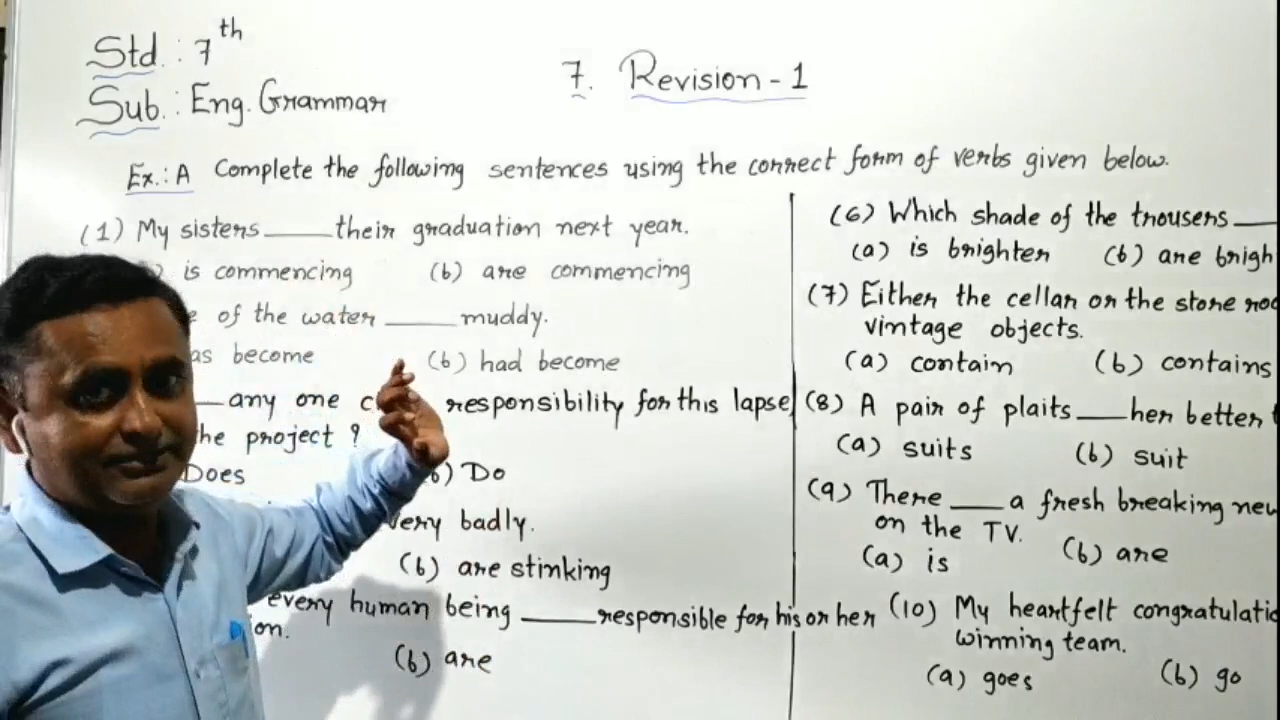 Std. : 7th
Sub. : Eng. Grammar
7. Revision - 1
Ex.: A Complete the following sentences using the correct form of verbs given below.
(1) My sisters ____ their graduation next year.
is commencing (b) are commencing
of the water ____ muddy.
become (b) had become
____ any one responsibility for this lapse
project ?
Does Do
very badly.
(b) are stinking
every human being ____ responsible for his or her
(b) are
(6) Which shade of the trousers ____
(a) is brighter (b) are
(7) Either the cellar or the store
vintage objects.
(a) contain (b) contains
(8) A pair of plaits ____ her better
(a) suits (b) suit
(9) There ____ a fresh breaking
on the TV.
(a) is (b) are
(10) My heartfelt
winning team.
(a) goes (b) go